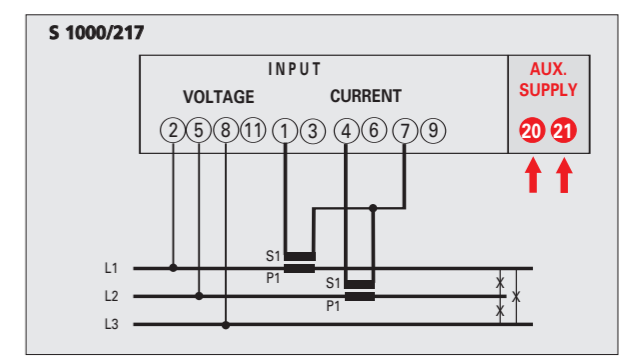 S 1000/217
INPUT
AUX.
SUPPLY
VOLTAGE CURRENT
2 5 8 11 1 3 4 6 7 9 20 21
S1
L1
P1
S1
X
L2
X
P1
X
L3